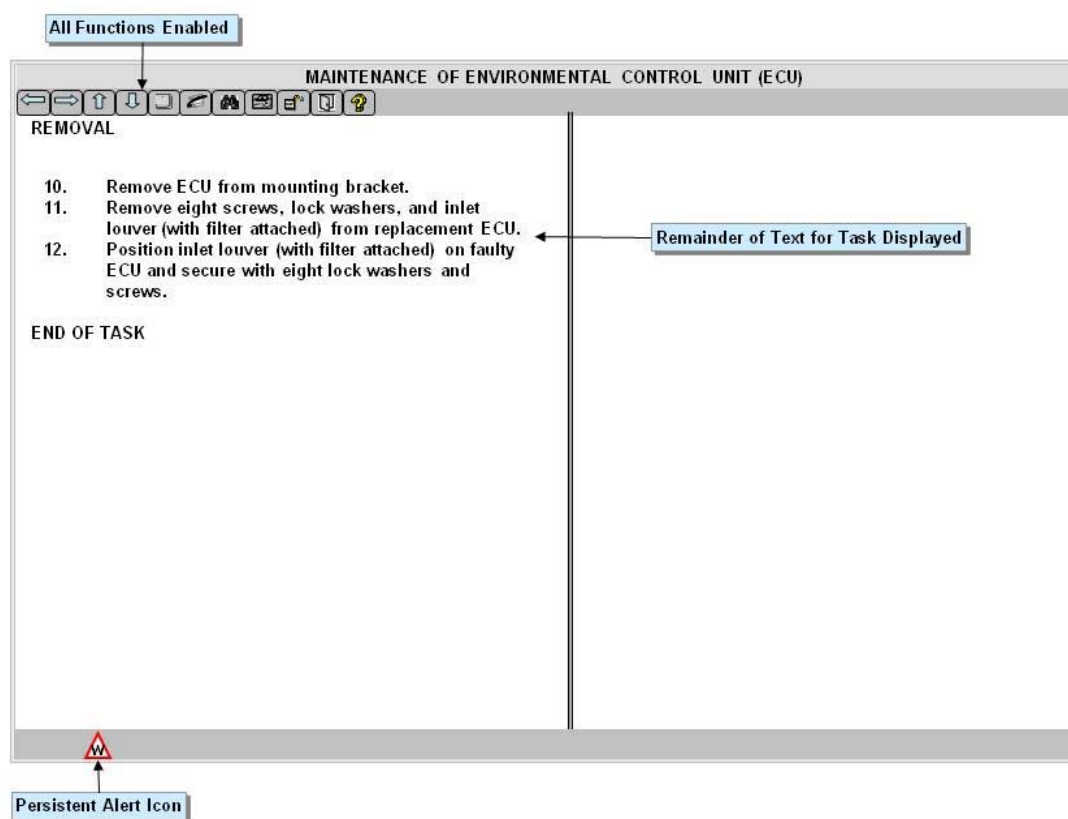 All Functions Enabled
MAINTENANCE OF ENVIRONMENTAL CONTROL UNIT (ECU)
?
REMOVAL
10. Remove ECU from mounting bracket.
11. Remove eight screws, lock washers, and inlet
louver (with filter attached) from replacement ECU.
12. Position inlet louver (with filter attached) on faulty
ECU and secure with eight lock washers and
screws.
Remainder of Text for Task Displayed
END OF TASK
W
Persistent Alert Icon